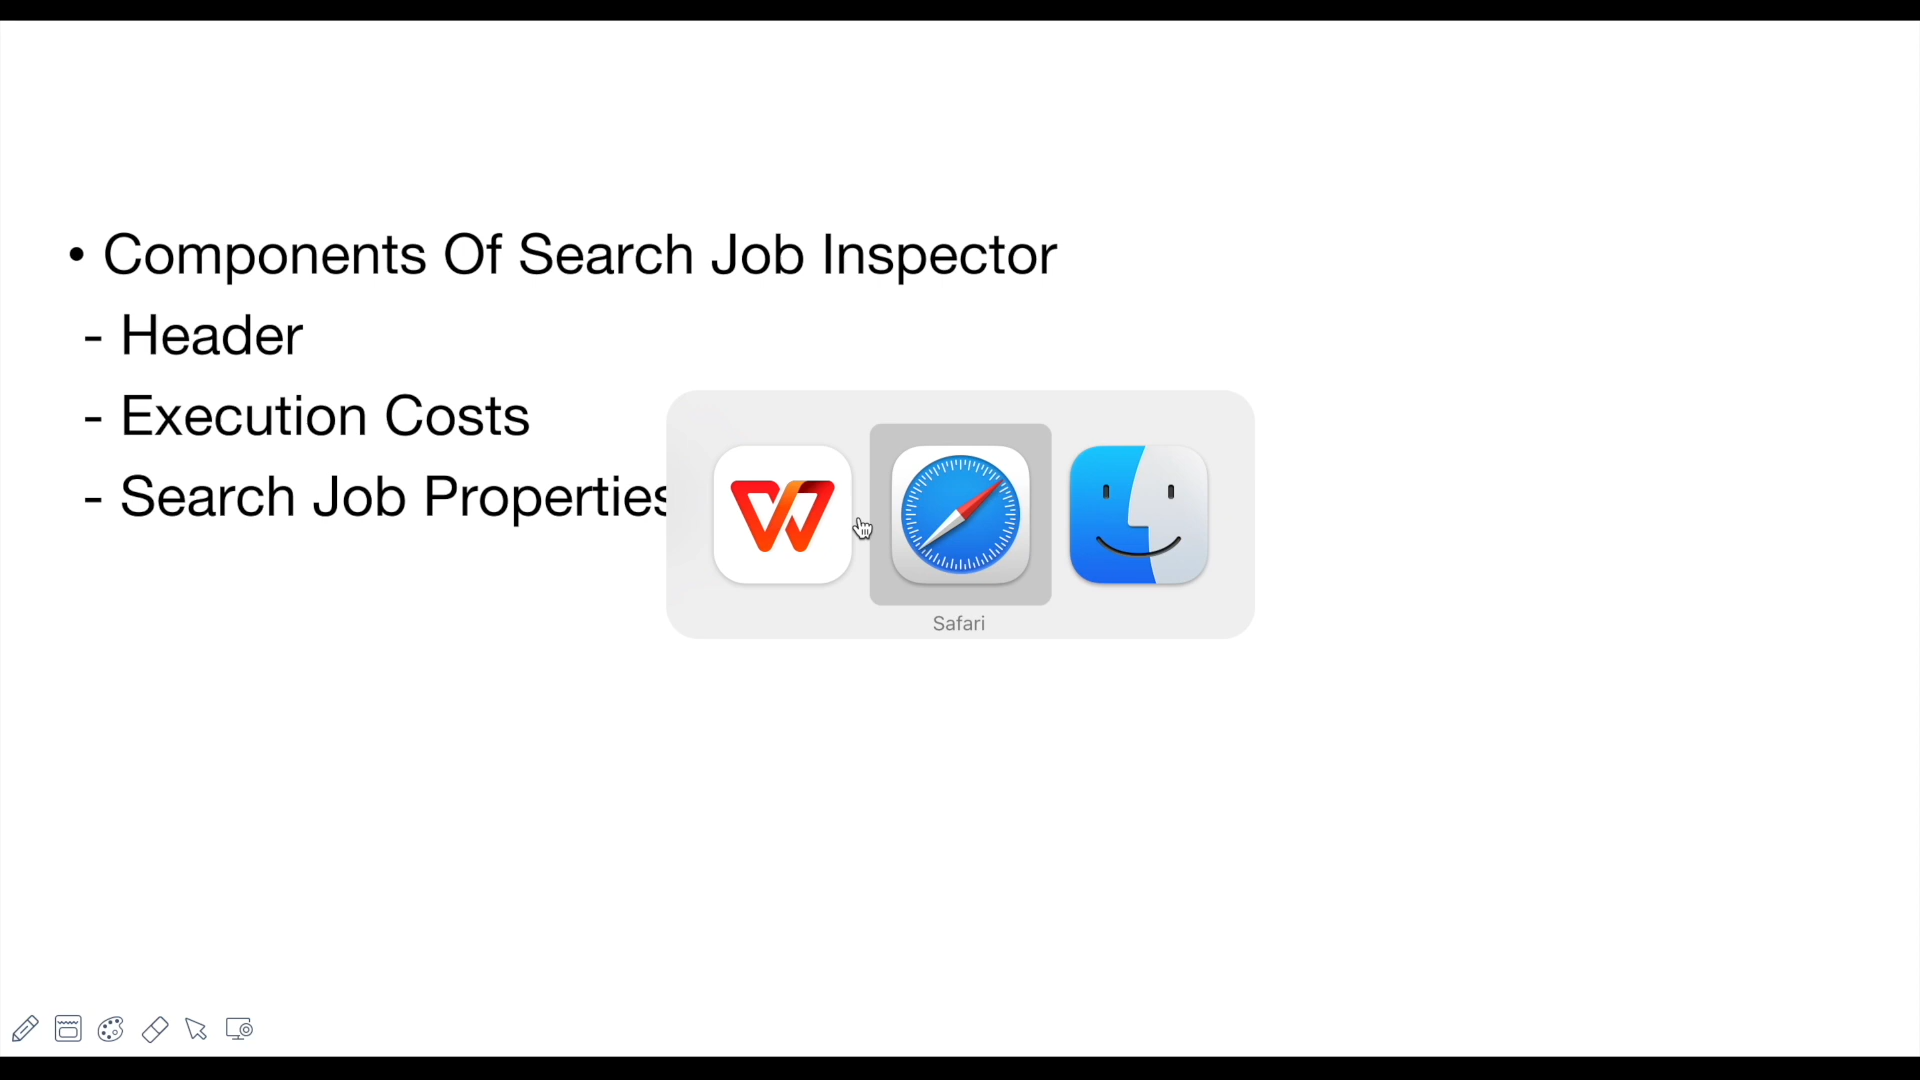 • Components Of Search Job Inspector
- Header
- Execution Costs
- Search Job Properties
Safari